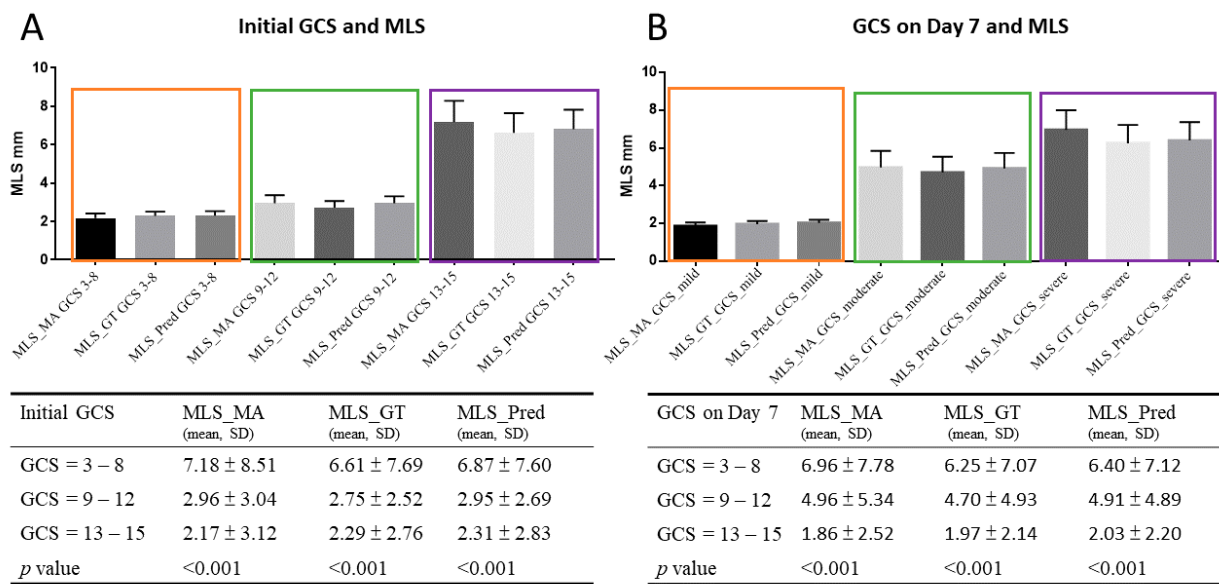 A
Initial GCS and MLS
MLS mm
10
8
6
4
2
0
MLS_MA GCS 3-8
MLS_GT GCS 3-8
MLS_Pred GCS 3-8
MLS_MA GCS 9-12
MLS_GT GCS 9-12
MLS_Pred GCS 9-12
MLS_MA GCS 13-15
MLS_GT GCS 13-15
MLS_Pred GCS 13-15
Initial GCS MLS_MA MLS_GT MLS_Pred
(mean, SD) (mean, SD) (mean, SD)
GCS = 3 – 8 7.18 ± 8.51 6.61 ± 7.69 6.87 ± 7.60
GCS = 9 – 12 2.96 ± 3.04 2.75 ± 2.52 2.95 ± 2.69
GCS = 13 – 15 2.17 ± 3.12 2.29 ± 2.76 2.31 ± 2.83
p value <0.001 <0.001 <0.001
B
GCS on Day 7 and MLS
MLS mm
10
8
6
4
2
0
MLS_MA_GCS_mild
MLS_GT_GCS_mild
MLS_Pred_GCS_mild
MLS_MA_GCS_moderate
MLS_GT_GCS_moderate
MLS_Pred_GCS_moderate
MLS_MA_GCS_severe
MLS_GT_GCS_severe
MLS_Pred_GCS_severe
GCS on Day 7 MLS_MA MLS_GT MLS_Pred
(mean, SD) (mean, SD) (mean, SD)
GCS = 3 – 8 6.96 ± 7.78 6.25 ± 7.07 6.40 ± 7.12
GCS = 9 – 12 4.96 ± 5.34 4.70 ± 4.93 4.91 ± 4.89
GCS = 13 – 15 1.86 ± 2.52 1.97 ± 2.14 2.03 ± 2.20
p value <0.001 <0.001 <0.001